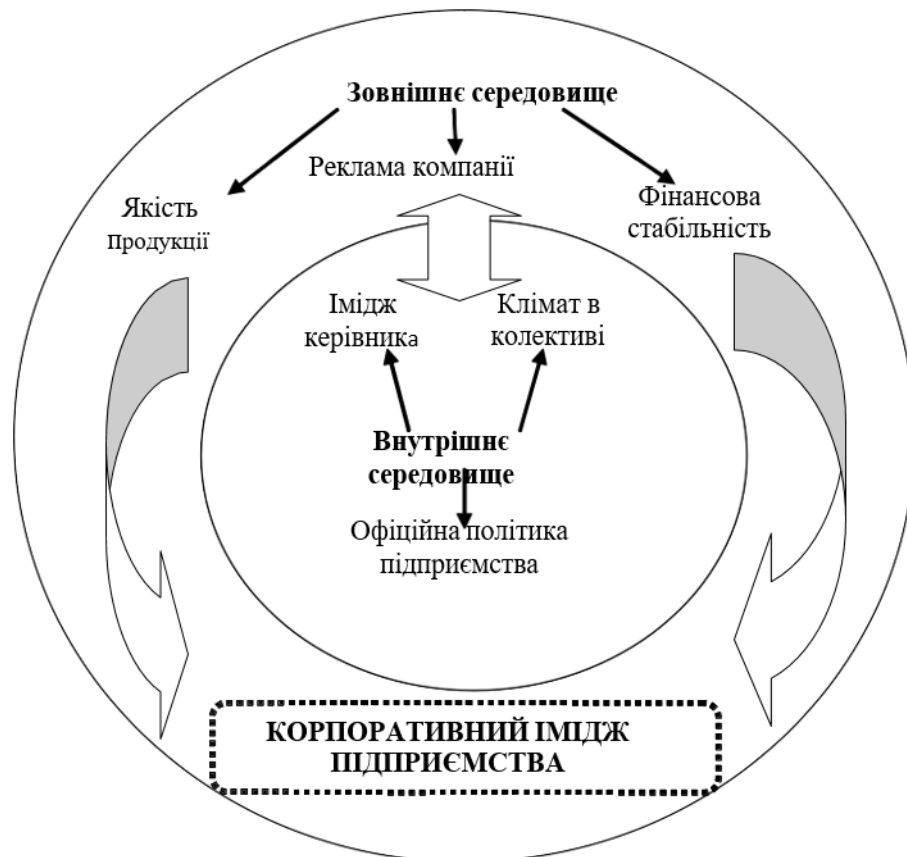 Зовнішнє середовище
Реклама компанії
Якість
Продукції
Фінансова
стабільність
Імідж
керівника
Клімат в
колективі
Внутрішнє
середовище
Офіційна політика
підприємства
КОРПОРАТИВНИЙ ІМІДЖ
ПІДПРИЄМСТВА